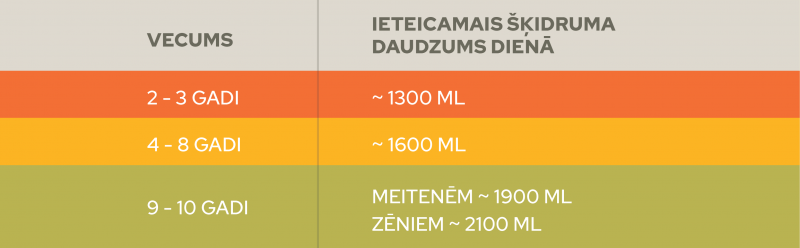 VECUMS
IETEICAMAIS ŠĶIDRUMA
DAUDZUMS DIENĀ
2 - 3 GADI
~ 1300 ML
4 - 8 GADI
~ 1600 ML
9 - 10 GADI
MEITENĒM ~ 1900 ML
ZĒNIEM ~ 2100 ML